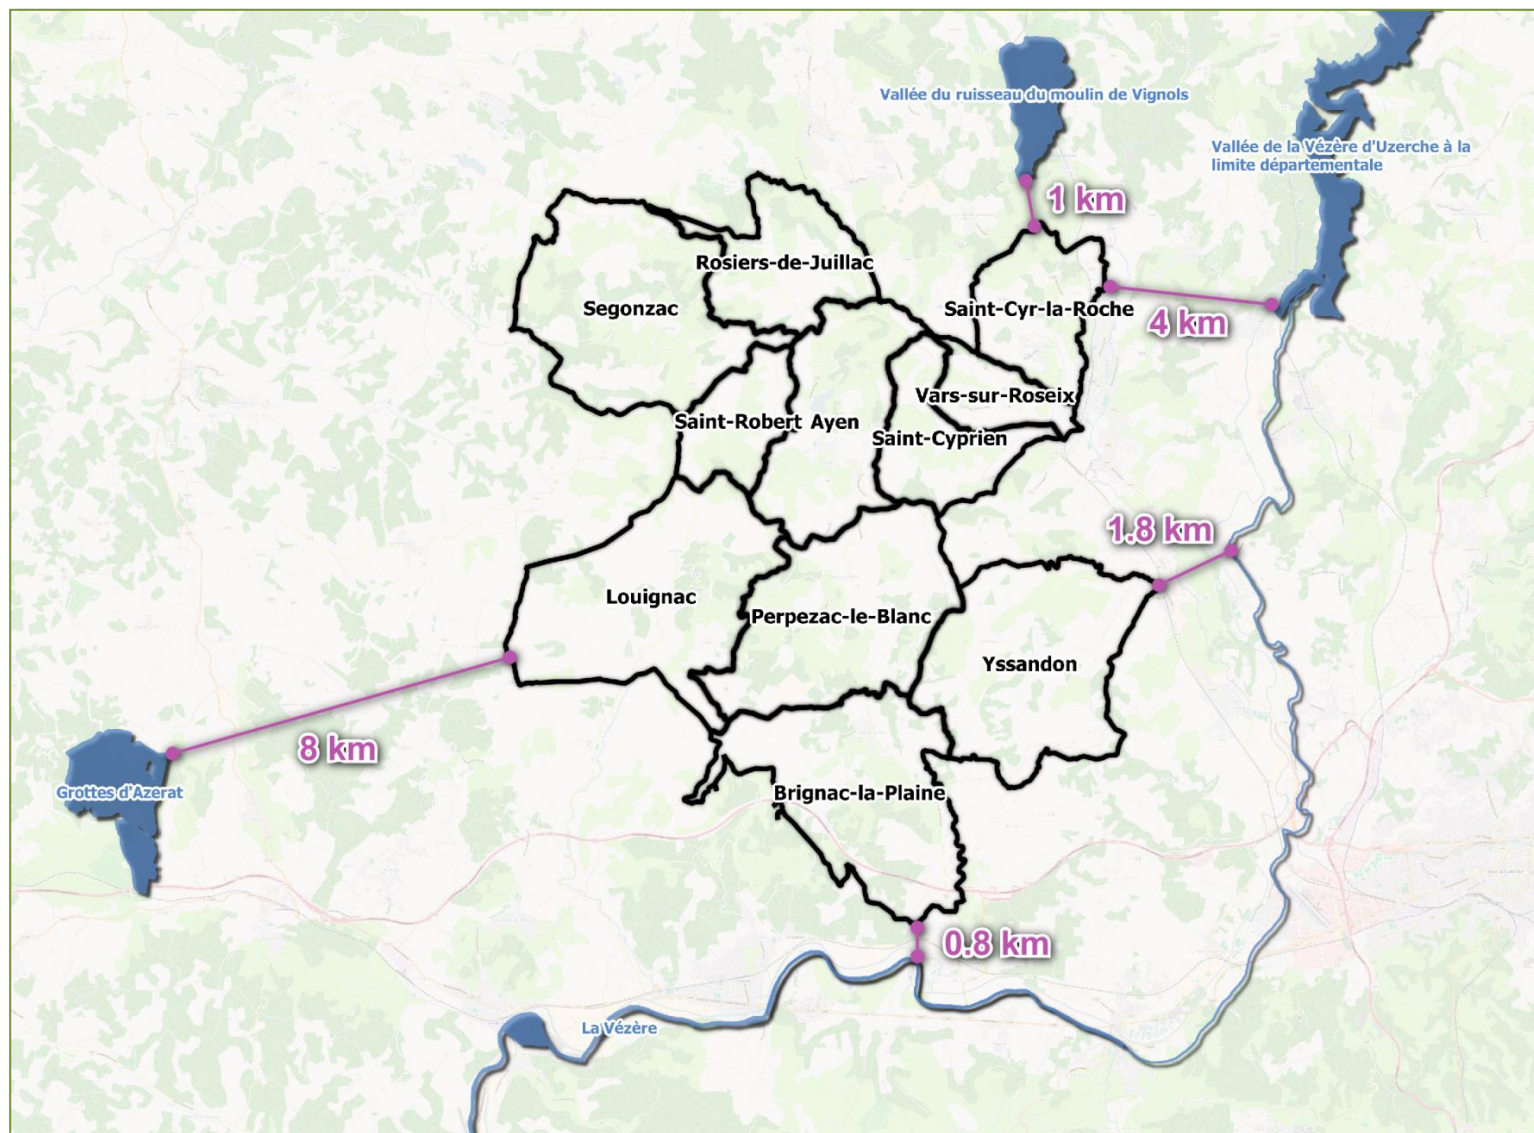 Vallée du ruisseau du moulin de Vignols
Vallée de la Vézère d'Uzerche à la
limite départementale
1 km
Rosiers-de-Juillac
Segonzac
Saint-Cyr-la-Roche
4 km
Vars-sur-Roseix
Saint-Robert
Ayen
Saint-Cyprien
1.8 km
Louignac
Perpezac-le-Blanc
Yssandon
8 km
Grottes d'Azerat
Brignac-la-Plaine
0.8 km
La Vézère